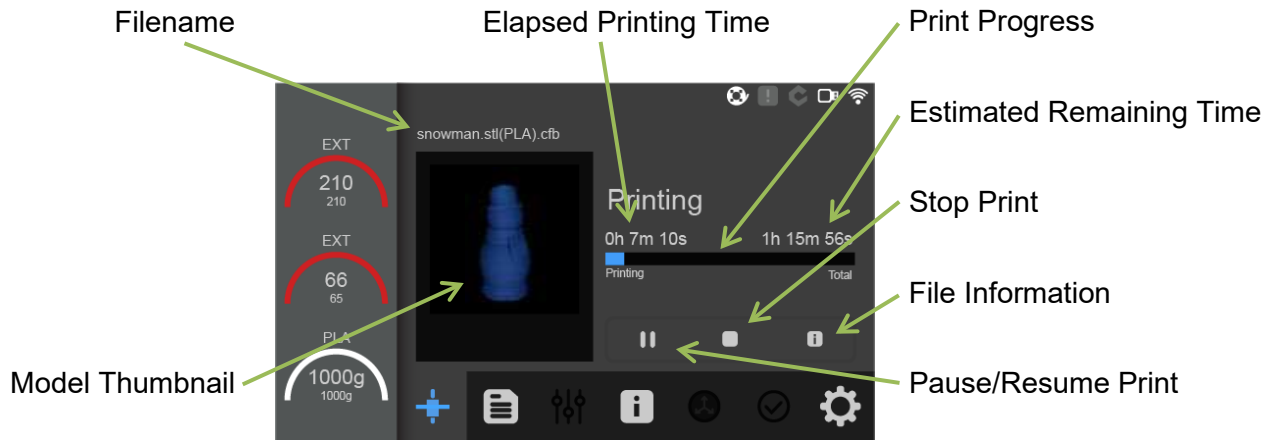 Filename
Elapsed Printing Time
Print Progress
Estimated Remaining Time
Stop Print
File Information
Pause/Resume Print
Model Thumbnail
EXT
210
210
EXT
66
65
PLA
1000g
1000g
snowman.stl(PLA).cfb
Printing
0h 7m 10s
1h 15m 56s
Printing
Total